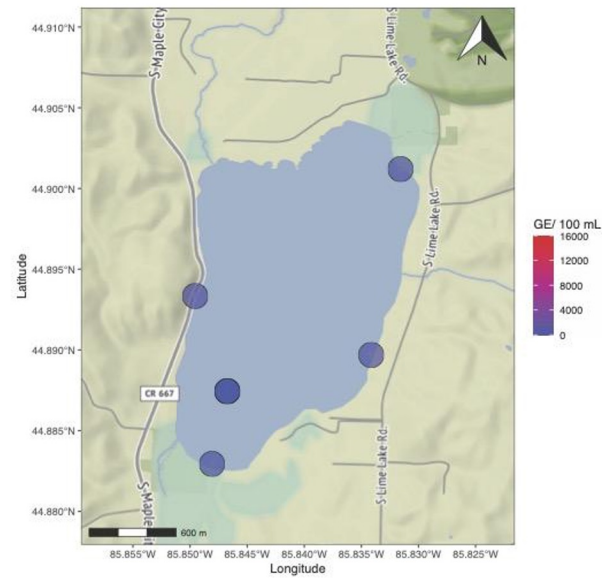 44.910°N
44.905°N
44.900°N
44.895°N
44.890°N
44.885°N
44.880°N
Latitude
S-Maple-City
S-Lime-Lake-Rd.
N
S-Lime-Lake-Rd.
CR 667
S-Lime-Lake-Rd.
600 m
85.855°W
85.850°W
85.845°W
85.840°W
85.835°W
85.830°W
85.825°W
Longitude
GE/ 100 mL
16000
12000
8000
4000
0